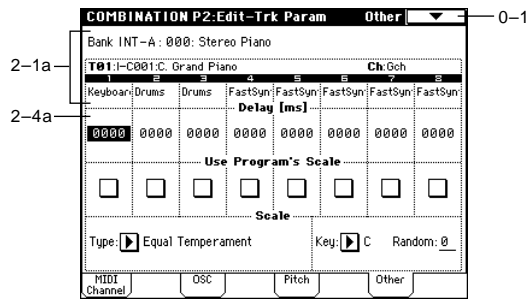 COMBINATION P2:Edit-Trk Param Other
0–1
Bank INT-A: 000: Stereo Piano
2–1a
T01:I-C001:C. Grand Piano Ch:Gch
1 2 3 4 5 6 7 8
Keyboar Drums Drums FastSyn FastSyn FastSyn FastSyn FastSyn
Delay [ms]
2–4a
0000 0000 0000 0000 0000 0000 0000 0000
Use Program's Scale
Scale
Type: Equal Temperament Key: C Random: 0
MIDI Channel OSC Pitch Other